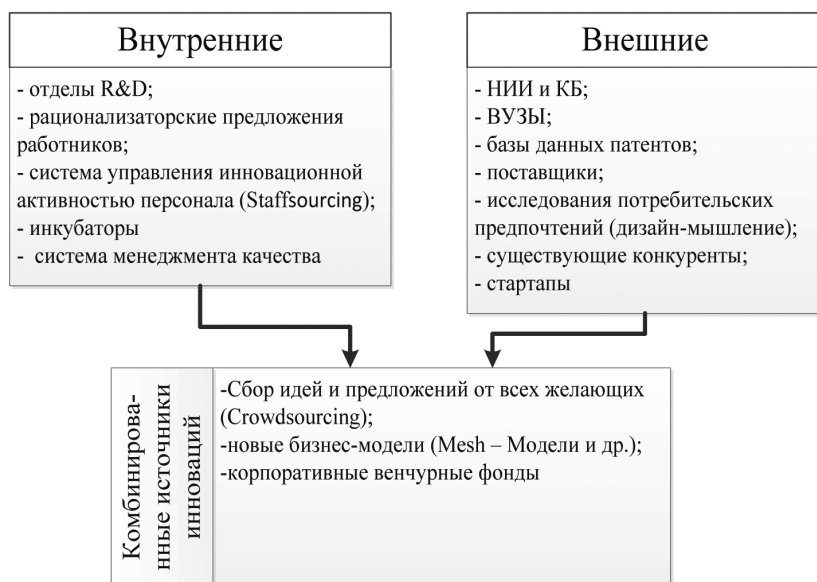 Внутренние
- отделы R&D;
- рационализаторские предложения
работников;
- система управления инновационной
активностью персонала (Staffsourcing);
- инкубаторы
- система менеджмента качества
Внешние
- НИИ и КБ;
- ВУЗЫ;
- базы данных патентов;
- поставщики;
- исследования потребительских
предпочтений (дизайн-мышление);
- существующие конкуренты;
- стартапы
Комбинирова-
нные источники
инноваций
-Сбор идей и предложений от всех желающих
(Crowdsourcing);
-новые бизнес-модели (Mesh – Модели и др.);
-корпоративные венчурные фонды